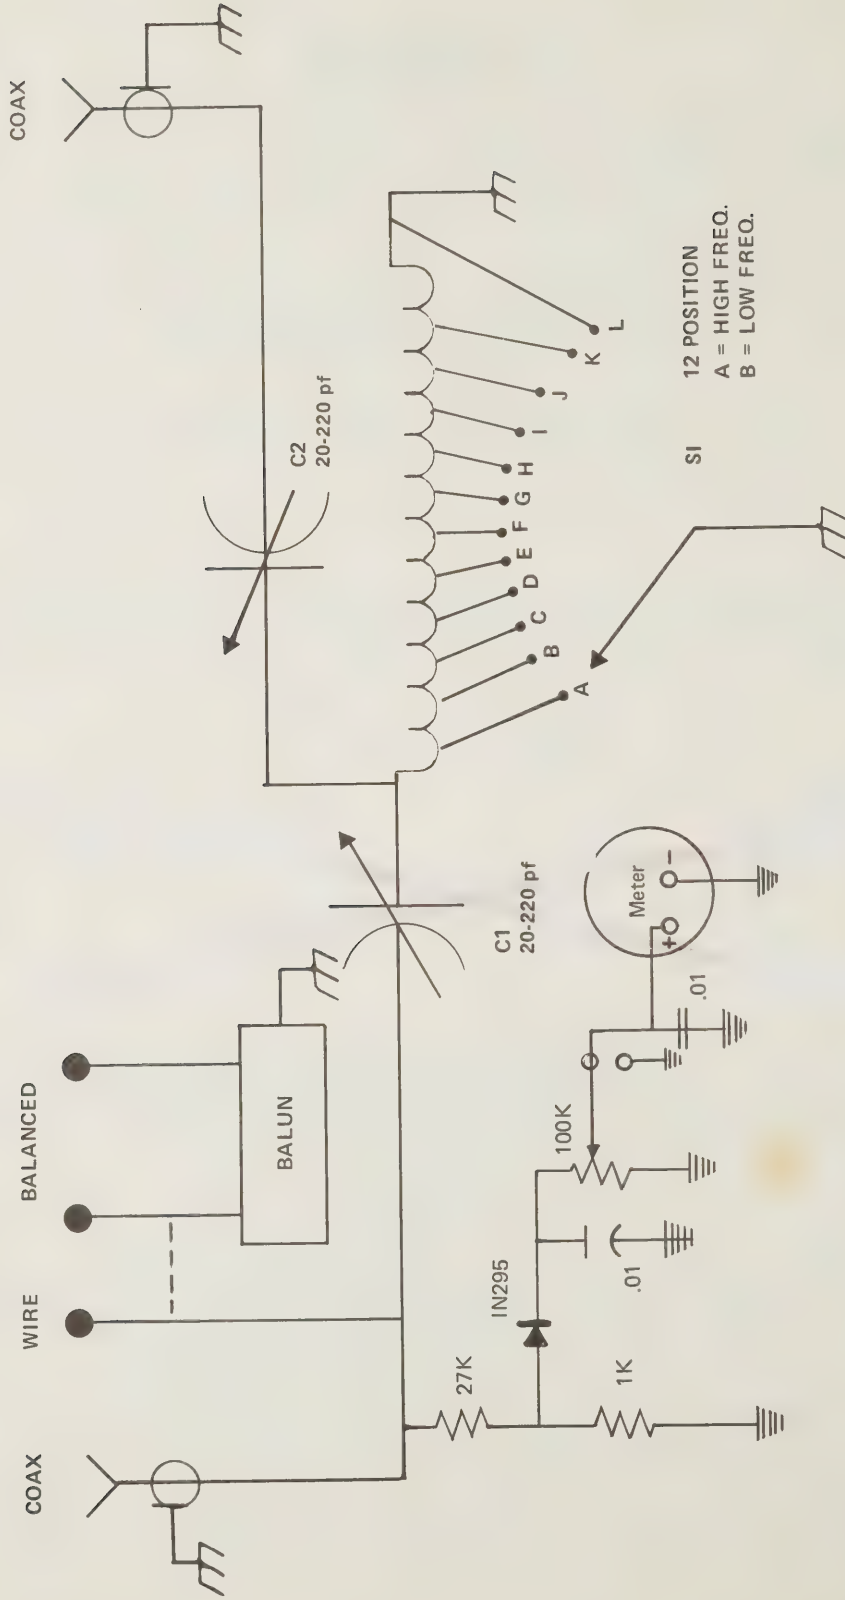 COAX
WIRE
BALANCED
COAX
BALUN
C2
20-220 pf
C1
20-220 pf
27K
IN295
100K
1K
.01
.01
Meter
+
−
A
B
C
D
E
F
G
H
I
J
K
L
SI
12 POSITION
A = HIGH FREQ.
B = LOW FREQ.